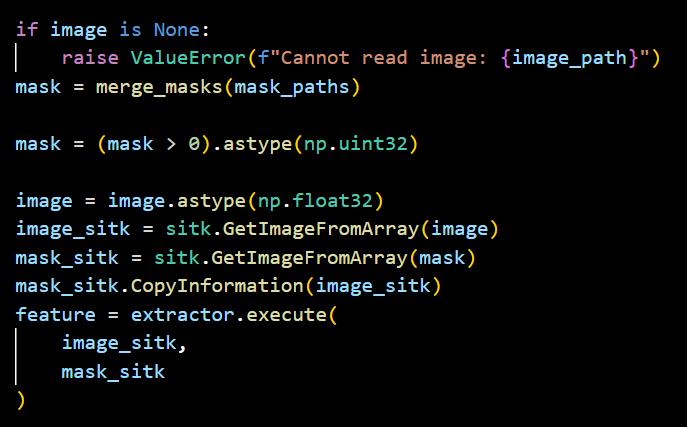 if image is None:
    raise ValueError(f"Cannot read image: {image_path}")
mask = merge_masks(mask_paths)

mask = (mask > 0).astype(np.uint32)

image = image.astype(np.float32)
image_sitk = sitk.GetImageFromArray(image)
mask_sitk = sitk.GetImageFromArray(mask)
mask_sitk.CopyInformation(image_sitk)
feature = extractor.execute(
    image_sitk,
    mask_sitk
)